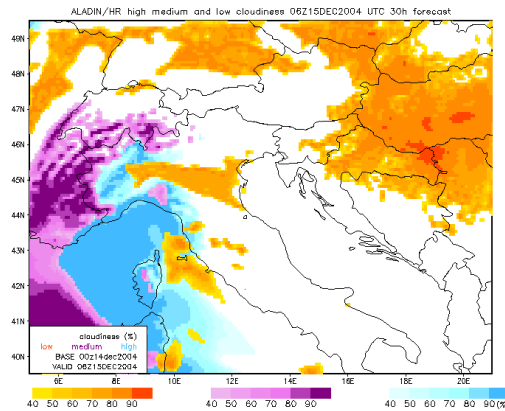 ALADIN/HR high medium and low cloudiness 06Z15DEC2004 UTC 30h forecast
49N
48N
47N
46N
45N
44N
43N
42N
41N
40N
cloudiness (%)
low medium high
BASE 00z14dec2004
VALID 06Z15DEC2004
6E 8E 10E 12E 14E 16E 18E 20E
40 50 60 70 80 90 40 50 60 70 80 90 40 50 60 70 80 90(%)